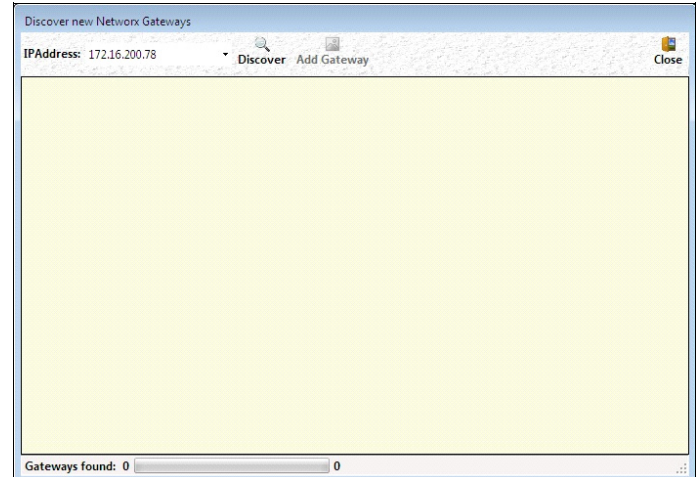 Discover new Networx Gateways
IPAddress: 172.16.200.78 Discover Add Gateway Close
Gateways found: 0 0